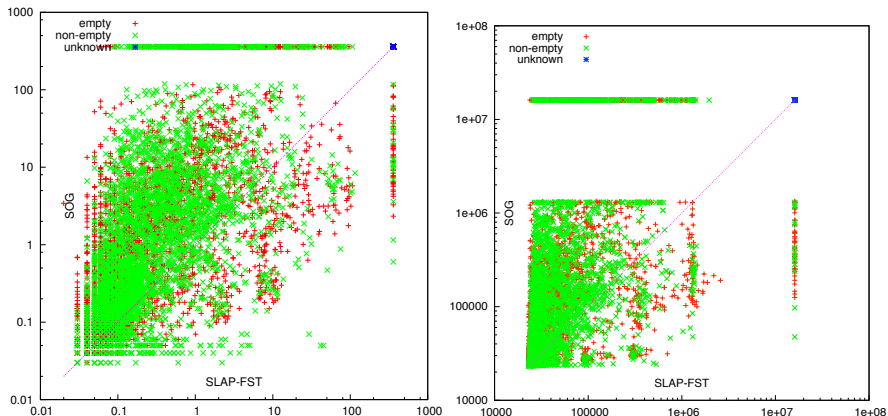 1000
100
10
1
0.1
0.01
0.01
0.1
1
10
100
1000
SOG
SLAP-FST
empty
non-empty
unknown
1e+08
1e+07
1e+06
100000
10000
10000
100000
1e+06
1e+07
1e+08
SOG
SLAP-FST
empty
non-empty
unknown